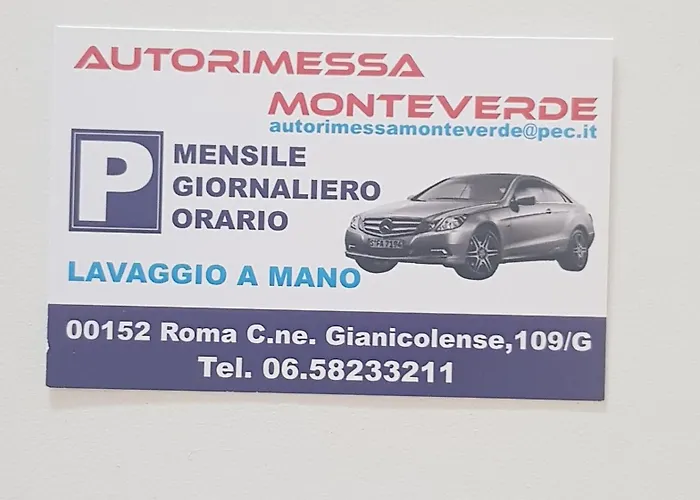 AUTORIMESSA
MONTEVERDE
autorimessamonteverde@pec.it
P
MENSILE
GIORNALIERO
ORARIO
LAVAGGIO A MANO
00152 Roma C.ne. Gianicolense,109/G
Tel. 06.58233211